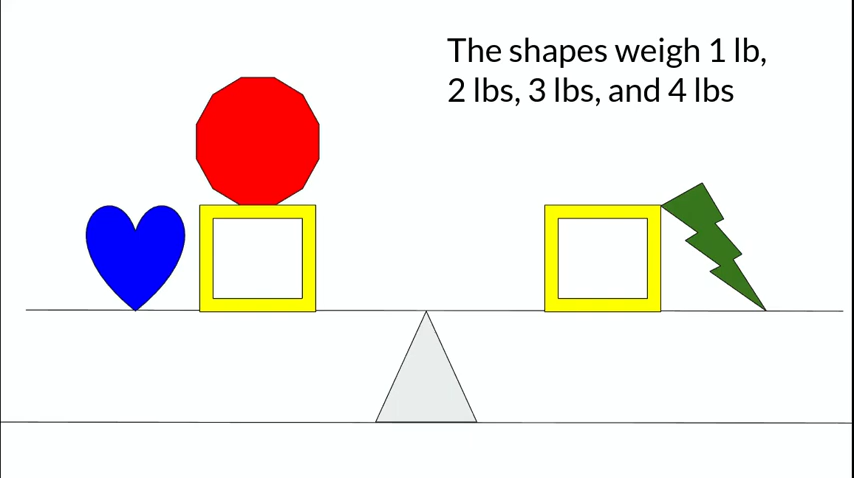 The shapes weigh 1 lb,
2 lbs, 3 lbs, and 4 lbs